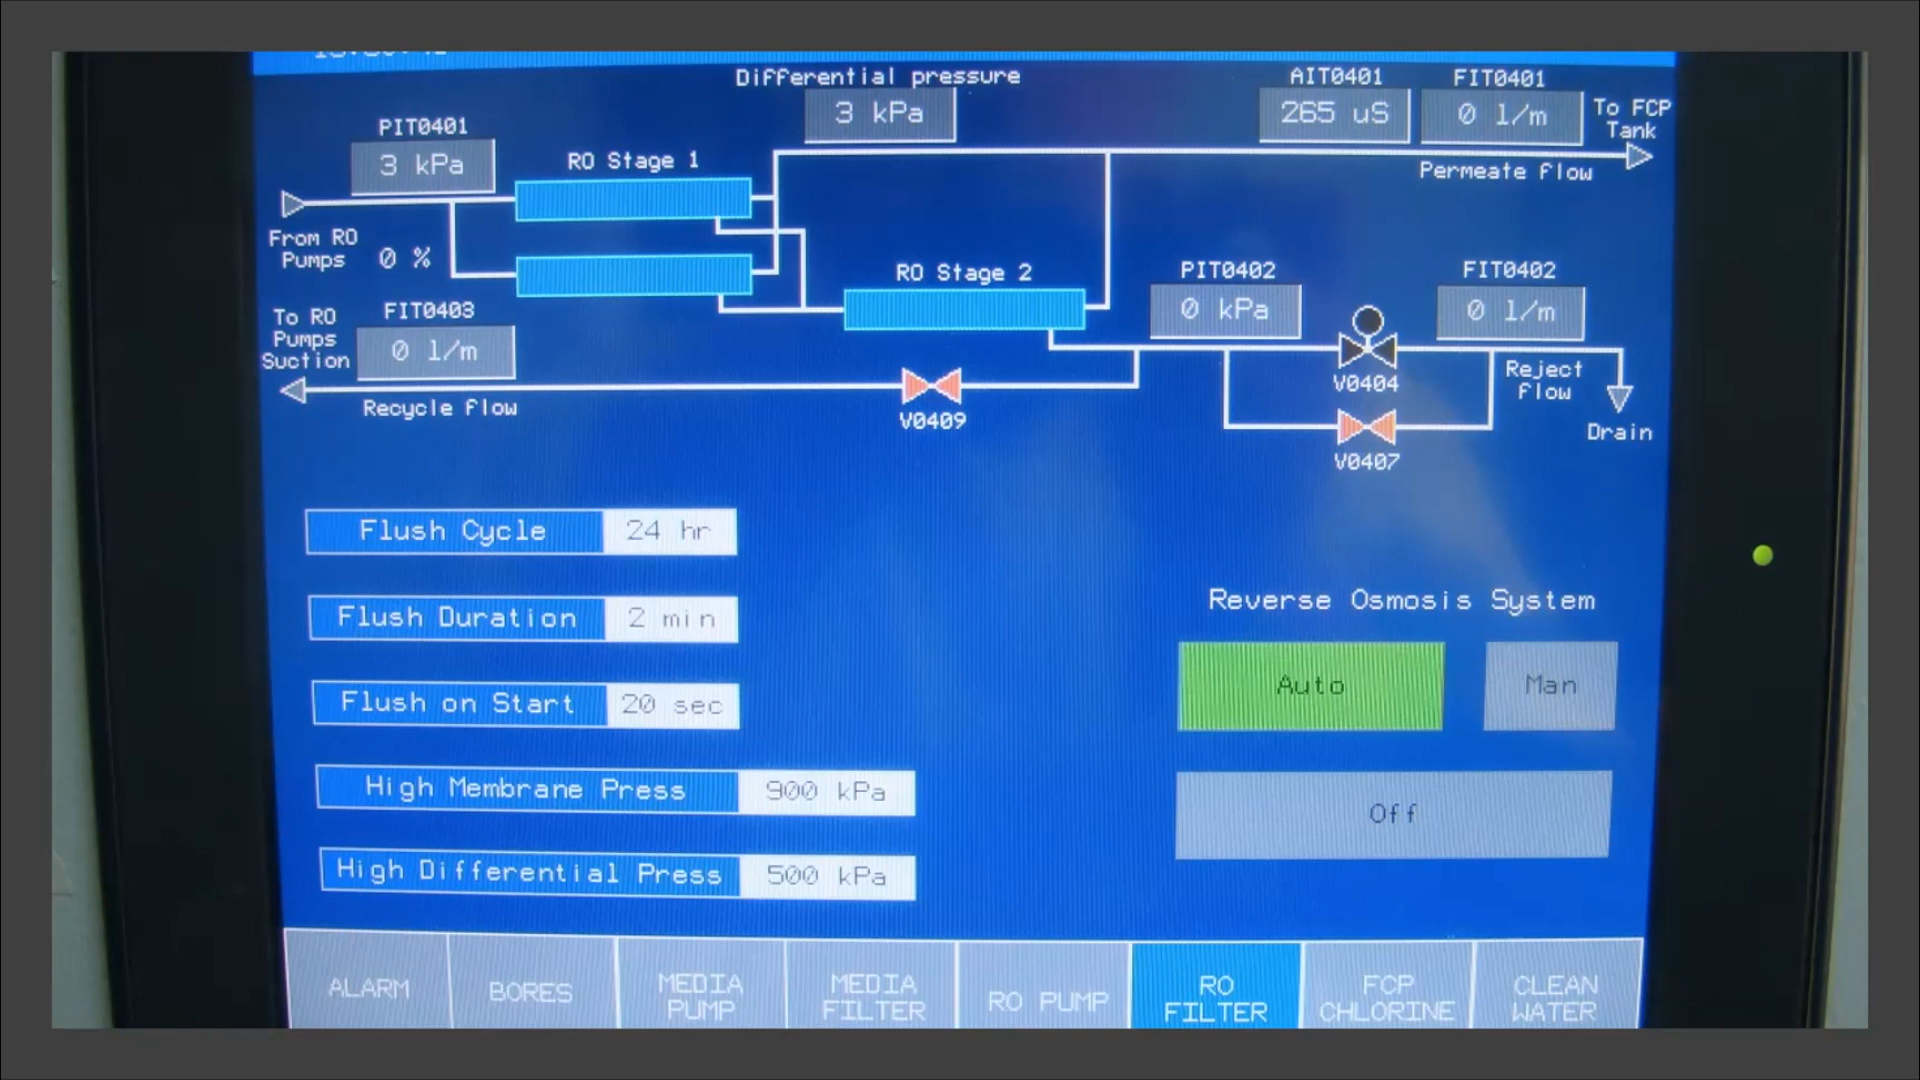 Differential pressure
3 kPa
AIT0401
265 uS
FIT0401
0 l/m
To FCP
Tank
Permeate flow
PIT0401
3 kPa
RO Stage 1
From RO
Pumps
0 %
RO Stage 2
PIT0402
0 kPa
FIT0402
0 l/m
To RO
Pumps
Suction
FIT0403
0 l/m
Recycle flow
V0409
V0404
Reject
flow
V0407
Drain
Flush Cycle 24 hr
Flush Duration 2 min
Flush on Start 20 sec
High Membrane Press 900 kPa
High Differential Press 500 kPa
Reverse Osmosis System
Auto Man
Off
ALARM
BORES
MEDIA
PUMP
MEDIA
FILTER
RO PUMP
RO
FILTER
FCP
CHLORINE
CLEAN
WATER